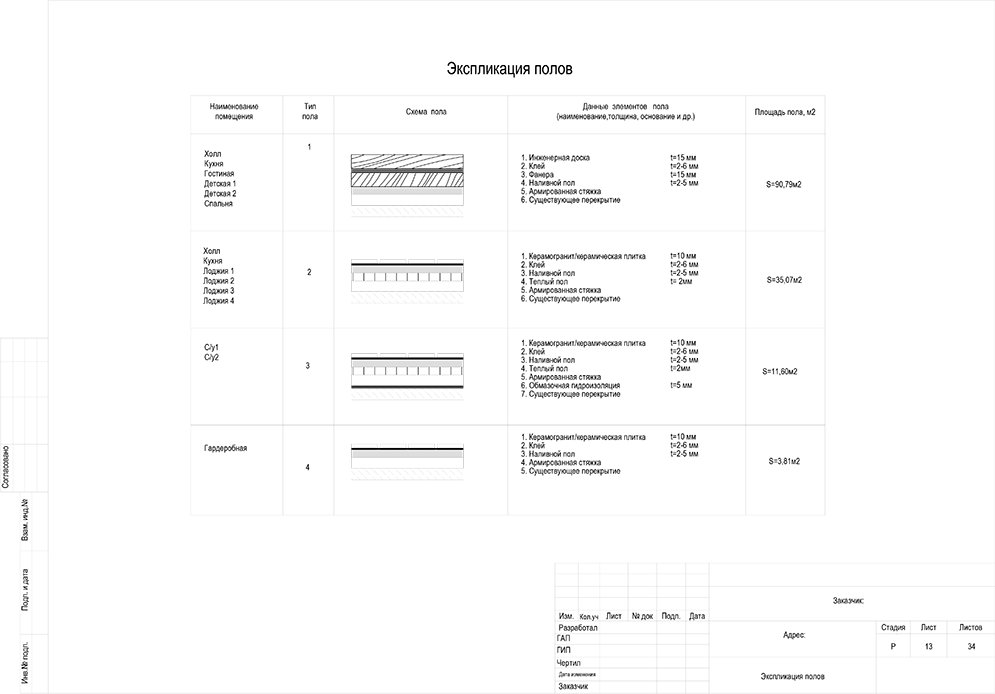 Экспликация полов
Наименование помещения
Тип пола
Схема пола
Данные элементов пола
(наименование,толщина, основание и др.)
Площадь пола, м2
Холл
Кухня
Гостиная
Детская 1
Детская 2
Спальня
1
1. Инженерная доска t=15 мм
2. Клей t=2-6 мм
3. Фанера t=15 мм
4. Наливной пол t=2-5 мм
5. Армированная стяжка
6. Существующее перекрытие
S=90,79м2
Холл
Кухня
Лоджия 1
Лоджия 2
Лоджия 3
Лоджия 4
2
1. Керамогранит/керамическая плитка t=10 мм
2. Клей t=2-6 мм
3. Наливной пол t=2-5 мм
4. Теплый пол t= 2мм
5. Армированная стяжка
6. Существующее перекрытие
S=35,07м2
С/у1
С/у2
3
1. Керамогранит/керамическая плитка t=10 мм
2. Клей t=2-6 мм
3. Наливной пол t=2-5 мм
4. Теплый пол t=2мм
5. Армированная стяжка
6. Обмазочная гидроизоляция t=5 мм
7. Существующее перекрытие
S=11,60м2
Гардеробная
4
1. Керамогранит/керамическая плитка t=10 мм
2. Клей t=2-6 мм
3. Наливной пол t=2-5 мм
4. Армированная стяжка
5. Существующее перекрытие
S=3,81м2
Согласовано
Взам. инд.№
Подп. и дата
Инв.№ подл.
Изм. Кол.уч Лист № док Подп. Дата
Разработал
ГАП
ГИП
Чертил
Дата изменения
Заказчик
Заказчик:
Адрес:
Стадия Лист Листов
Р 13 34
Экспликация полов